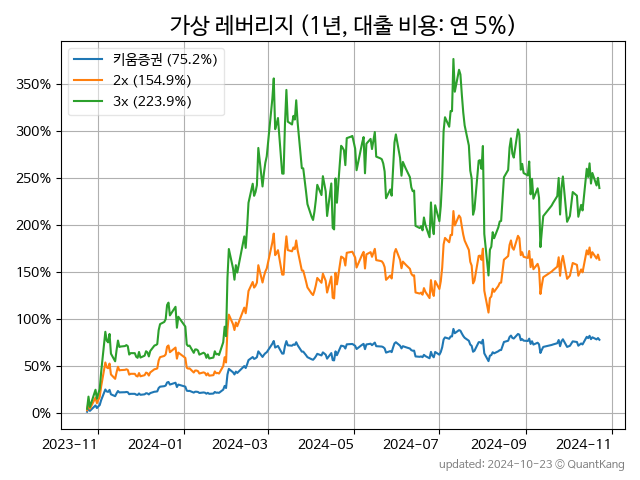 가상 레버리지 (1년, 대출 비용: 연 5%)
키움증권 (75.2%)
2x (154.9%)
3x (223.9%)
350%
300%
250%
200%
150%
100%
50%
0%
2023-11 2024-01 2024-03 2024-05 2024-07 2024-09 2024-11
updated: 2024-10-23 © QuantKang